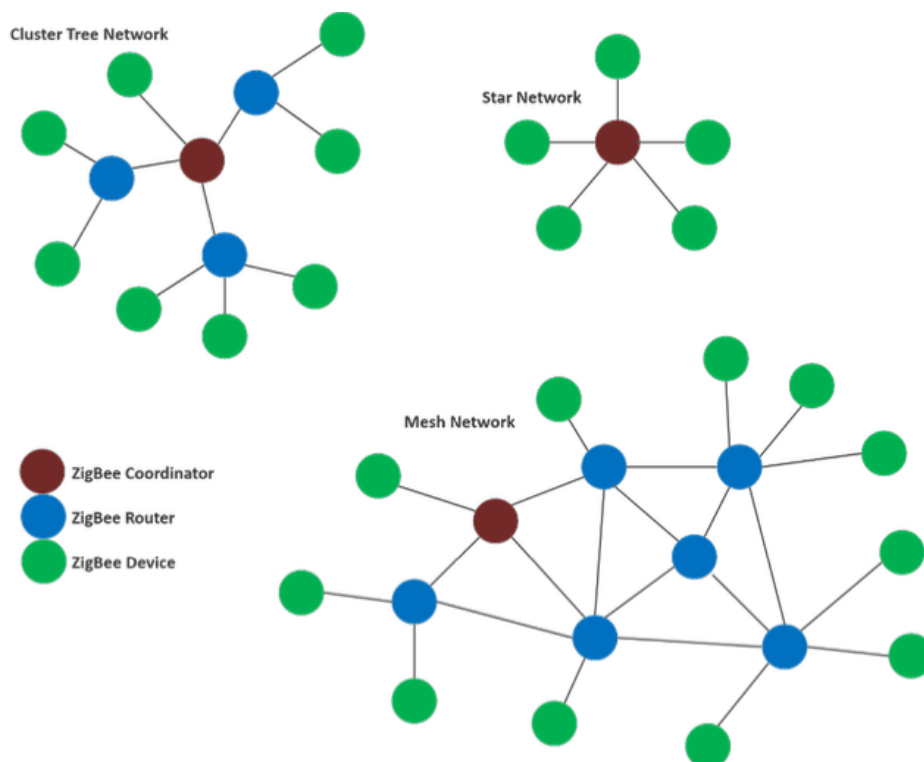 Cluster Tree Network
Star Network
Mesh Network
ZigBee Coordinator
ZigBee Router
ZigBee Device